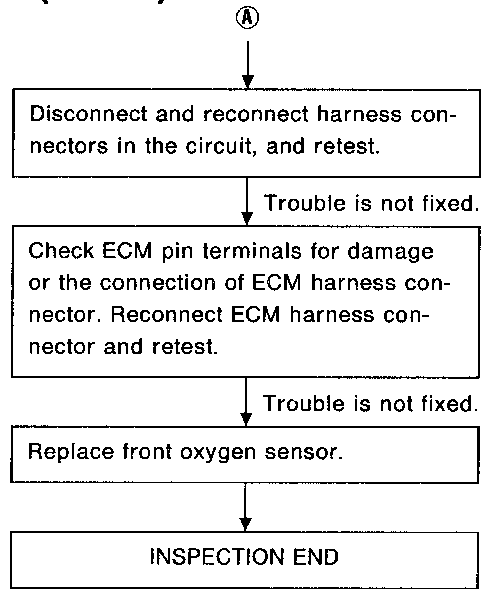 Ⓐ
Disconnect and reconnect harness con-
nectors in the circuit, and retest.
Trouble is not fixed.
Check ECM pin terminals for damage
or the connection of ECM harness con-
nector. Reconnect ECM harness con-
nector and retest.
Trouble is not fixed.
Replace front oxygen sensor.
INSPECTION END